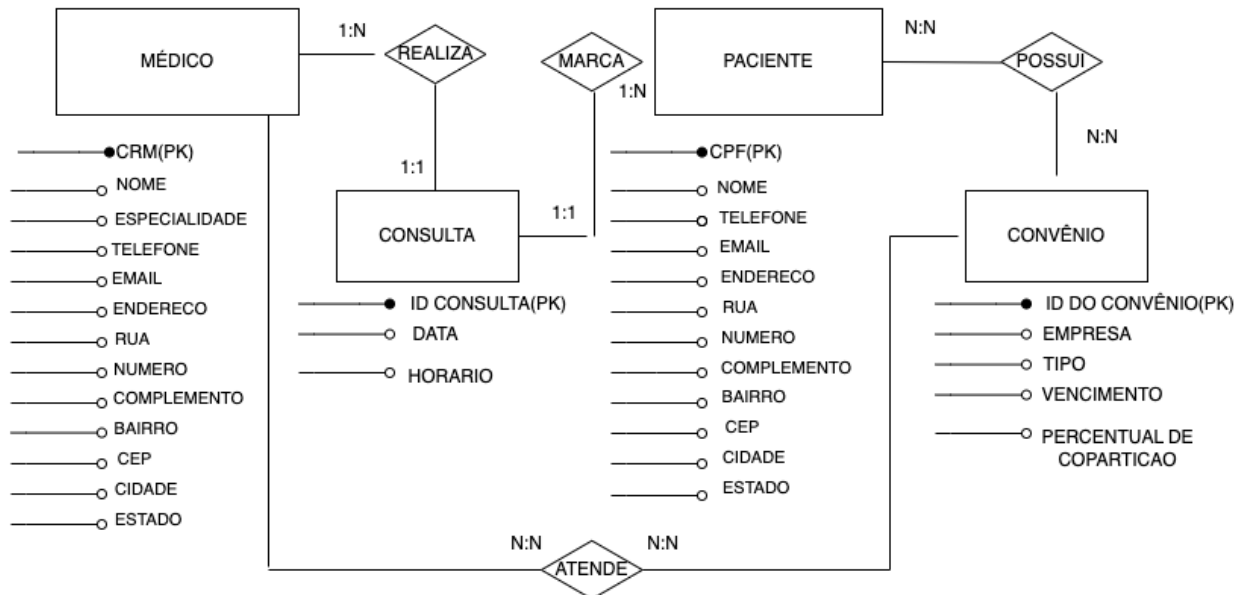 1:N
N:N
MÉDICO
REALIZA
MARCA
PACIENTE
POSSUI
1:N
N:N
CRM(PK)
NOME
ESPECIALIDADE
TELEFONE
EMAIL
ENDERECO
RUA
NUMERO
COMPLEMENTO
BAIRRO
CEP
CIDADE
ESTADO
1:1
CONSULTA
1:1
ID CONSULTA(PK)
DATA
HORARIO
CPF(PK)
NOME
TELEFONE
EMAIL
ENDERECO
RUA
NUMERO
COMPLEMENTO
BAIRRO
CEP
CIDADE
ESTADO
CONVÊNIO
ID DO CONVÊNIO(PK)
EMPRESA
TIPO
VENCIMENTO
PERCENTUAL DE
COPARTICAO
N:N
N:N
ATENDE